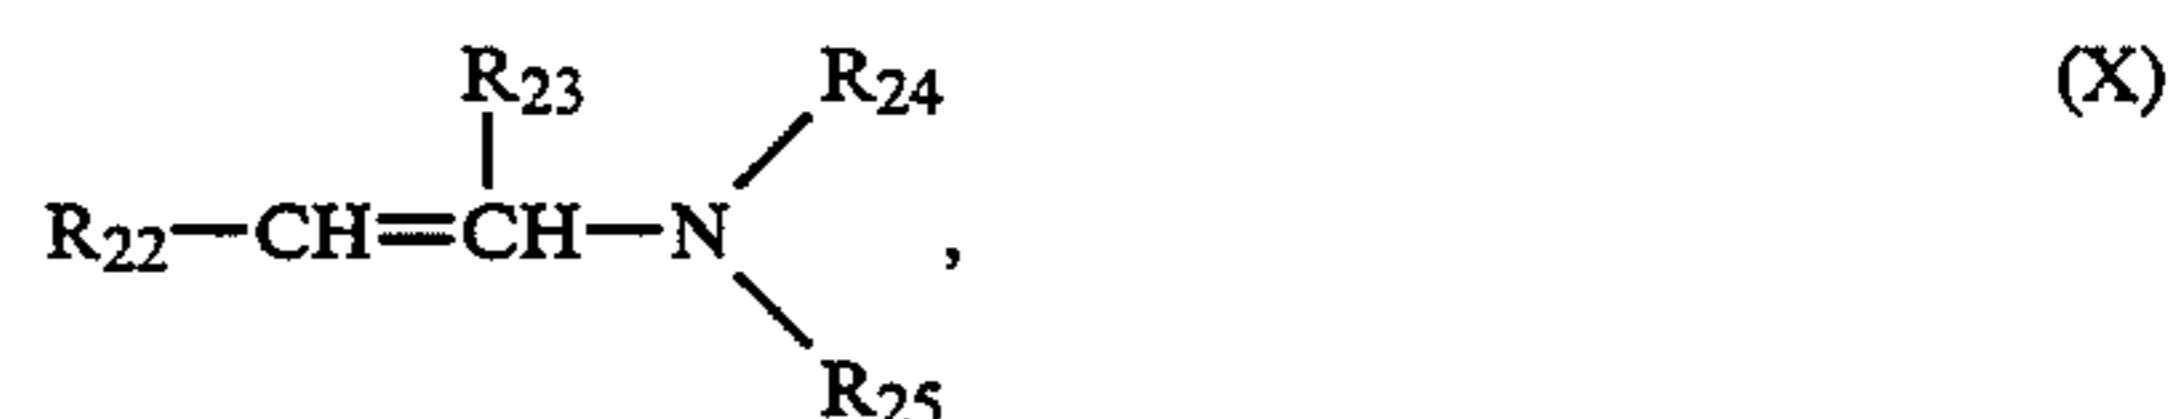 R23 R24 (X)
R22—CH=CH—N ,
R25